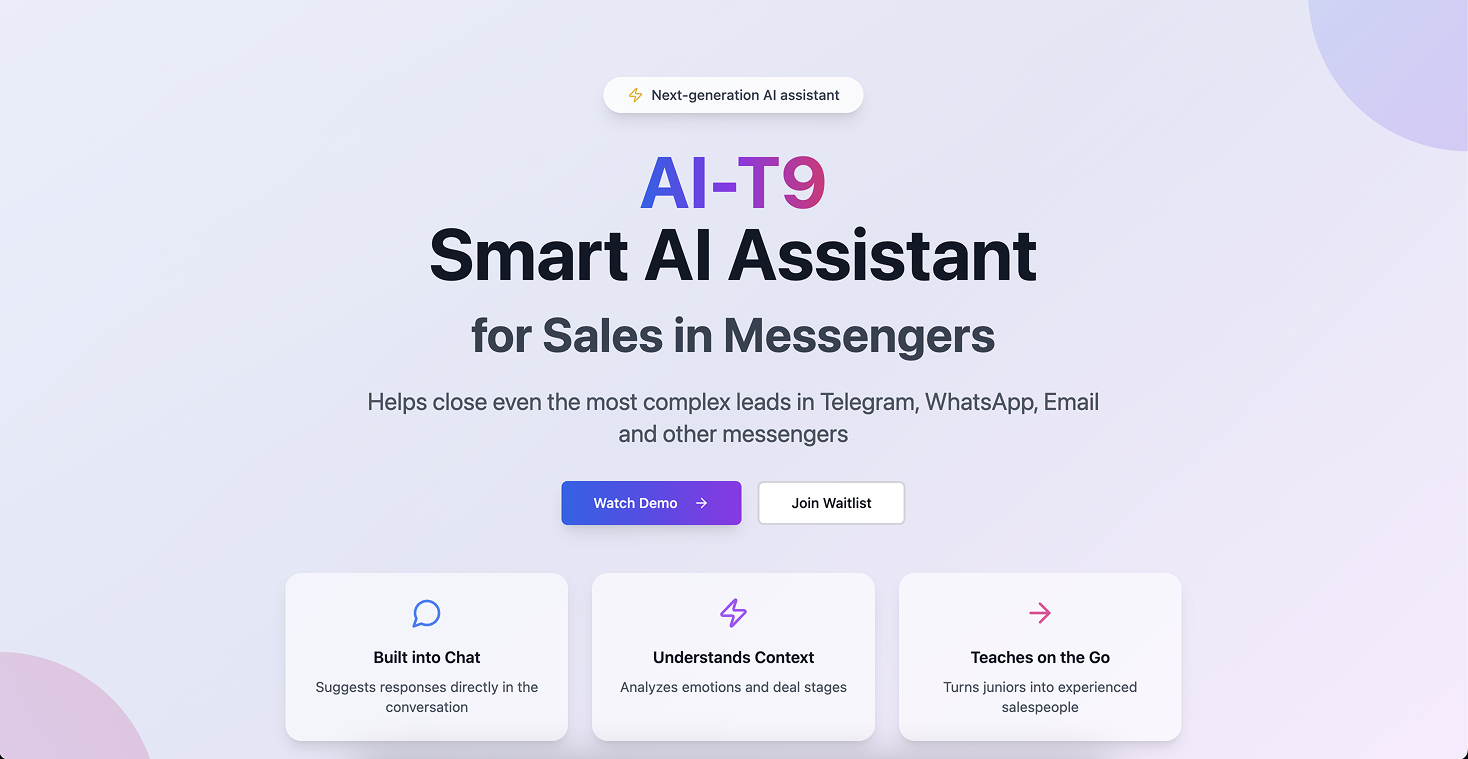 Next-generation AI assistant
AI-T9
Smart AI Assistant
for Sales in Messengers
Helps close even the most complex leads in Telegram, WhatsApp, Email
and other messengers
Watch Demo
Join Waitlist
Built into Chat
Suggests responses directly in the
conversation
Understands Context
Analyzes emotions and deal stages
Teaches on the Go
Turns juniors into experienced
salespeople